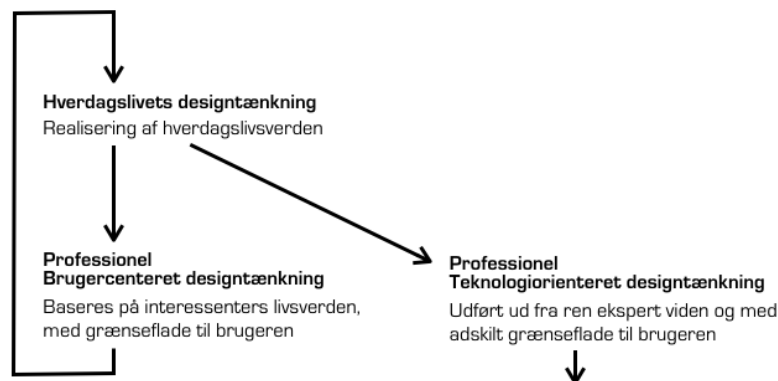 Hverdagslivets designtænkning
Realisering af hverdagslivsverden
Professionel
Brugercenteret designtænkning
Baseres på interessenters livsverden,
med grænseflade til brugeren
Professionel
Teknologiorienteret designtænkning
Udført ud fra ren ekspert viden og med
adskilt grænseflade til brugeren